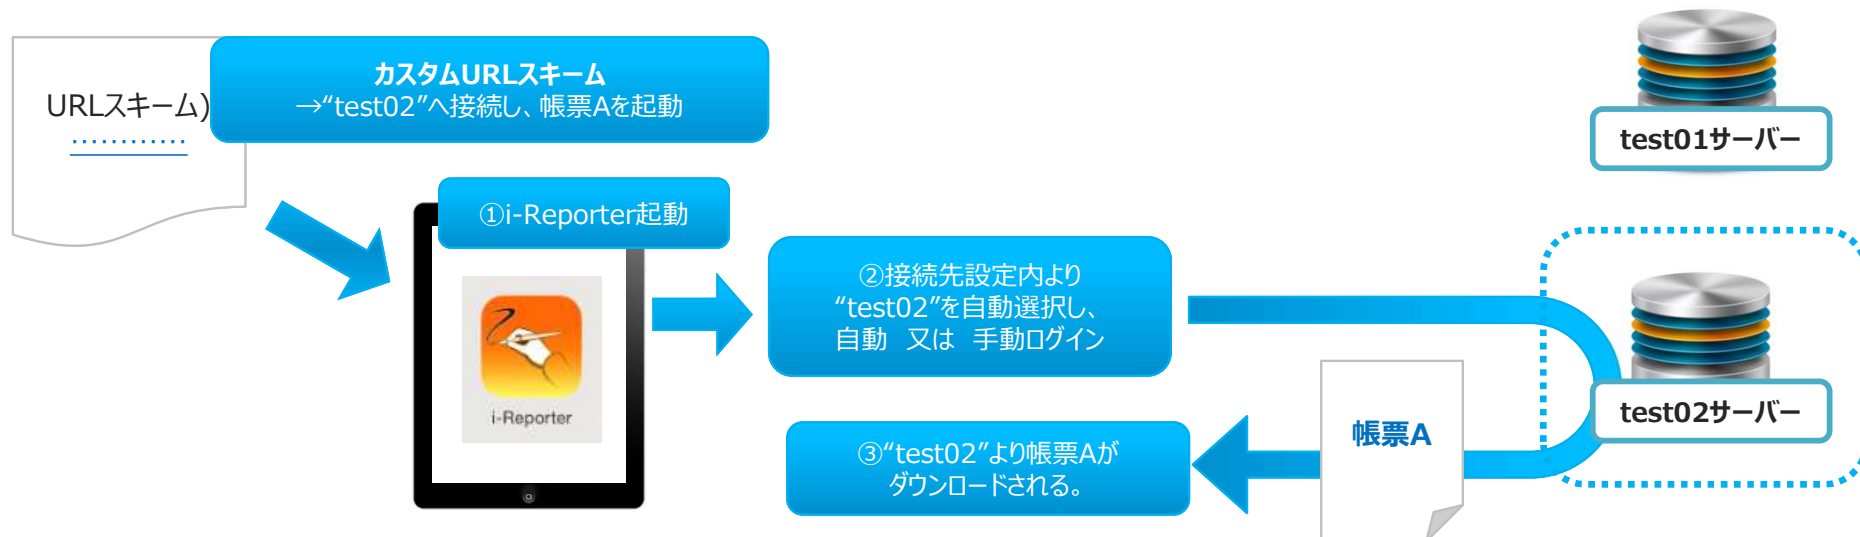 カスタムURLスキーム
→“test02”へ接続し、帳票Aを起動
URLスキーム)
…………
①i-Reporter起動
i-Reporter
②接続先設定内より
“test02”を自動選択し、
自動　又は　手動ログイン
③“test02”より帳票Aが
ダウンロードされる。
帳票A
test01サーバー
test02サーバー